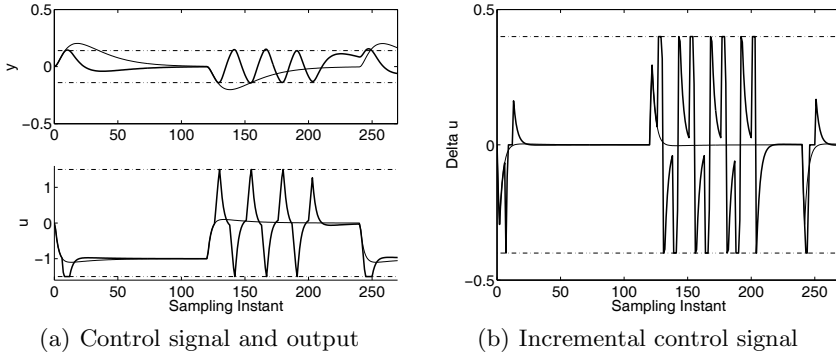 0.5
0
−0.5
y
0 50 100 150 200 250
1
0
−1
u
0 50 100 150 200 250
Sampling Instant
(a) Control signal and output
0.5
0
−0.5
Delta u
0 50 100 150 200 250
Sampling Instant
(b) Incremental control signal